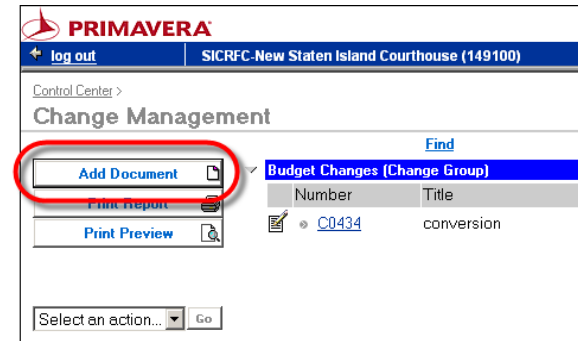 PRIMAVERA
log out SICRFC-New Staten Island Courthouse (149100)
Control Center >
Change Management
Find
Add Document
Budget Changes (Change Group)
Print Report
Number Title
Print Preview
C0434 conversion
Select an action... Go